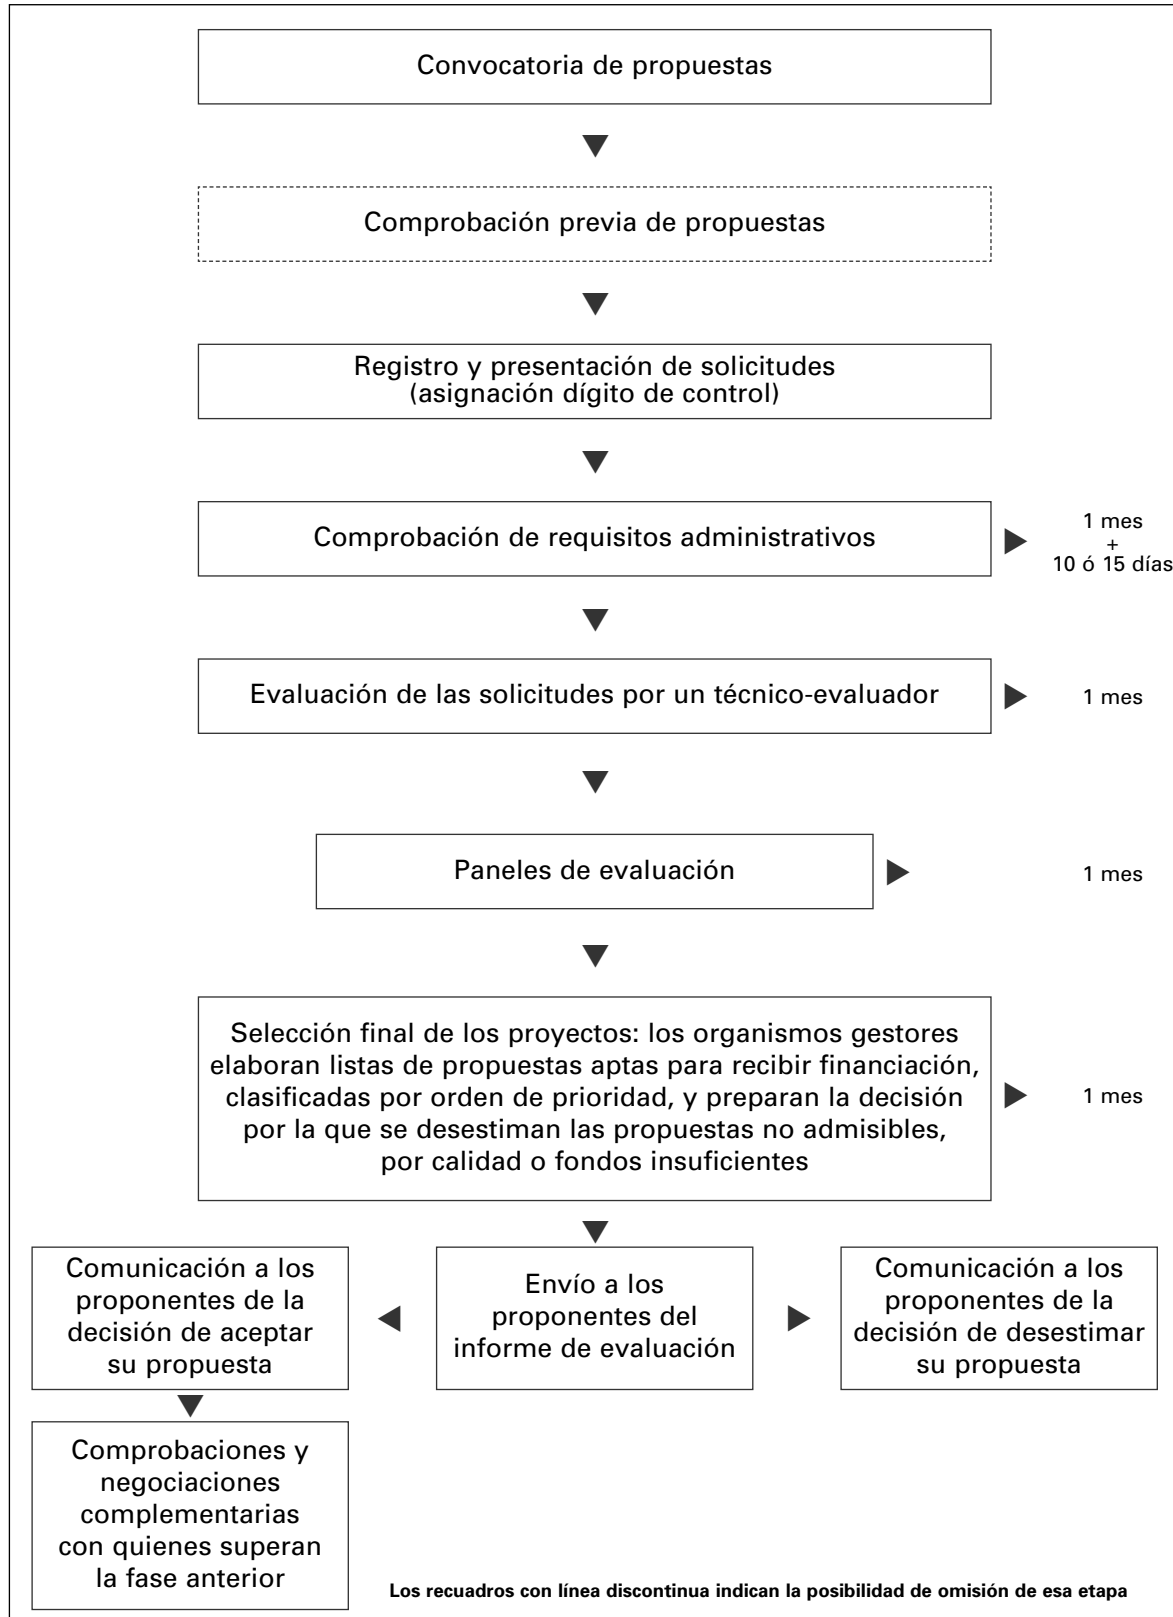 Convocatoria de propuestas
Comprobación previa de propuestas
Registro y presentación de solicitudes
(asignación dígito de control)
Comprobación de requisitos administrativos
1 mes
+
10 ó 15 días
Evaluación de las solicitudes por un técnico-evaluador
1 mes
Paneles de evaluación
1 mes
Selección final de los proyectos: los organismos gestores
elaboran listas de propuestas aptas para recibir financiación,
clasificadas por orden de prioridad, y preparan la decisión
por la que se desestiman las propuestas no admisibles,
por calidad o fondos insuficientes
1 mes
Comunicación a los
proponentes de la
decisión de aceptar
su propuesta
Envío a los
proponentes del
informe de evaluación
Comunicación a los
proponentes de la
decisión de desestimar
su propuesta
Comprobaciones y
negociaciones
complementarias
con quienes superan
la fase anterior
Los recuadros con línea discontinua indican la posibilidad de omisión de esa etapa